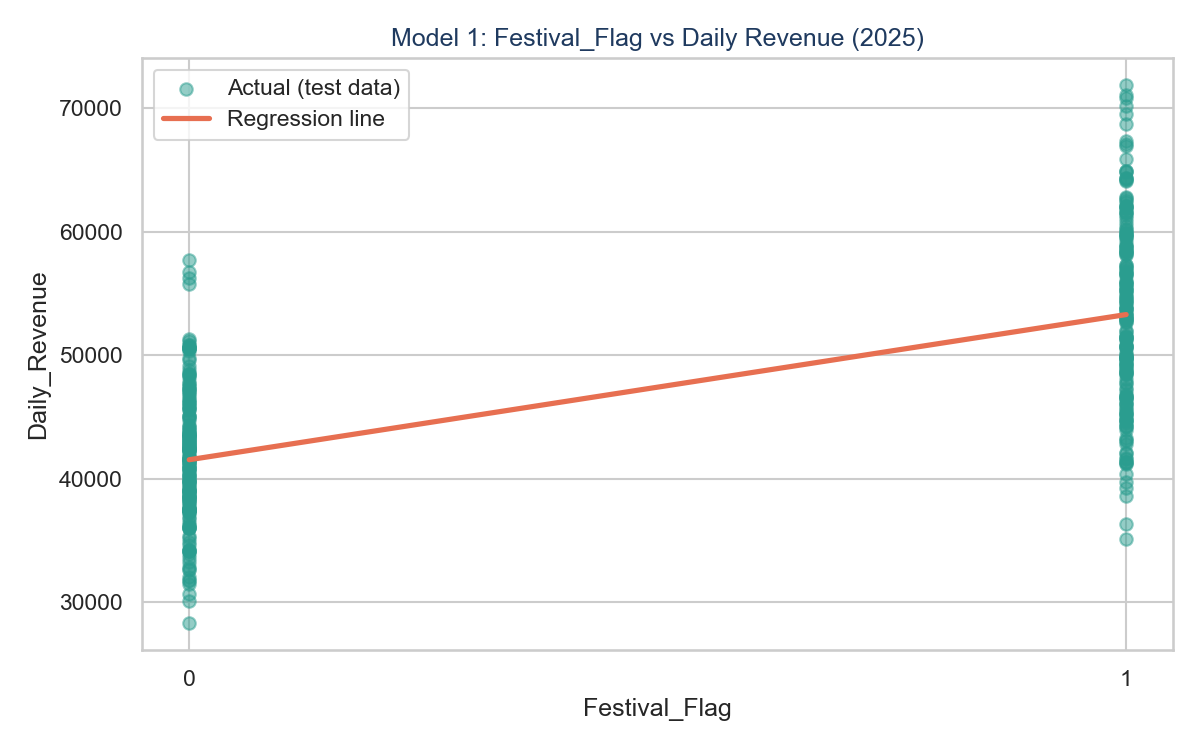 Model 1: Festival_Flag vs Daily Revenue (2025)
Actual (test data)
Regression line
70000
60000
50000
40000
30000
Daily_Revenue
0
1
Festival_Flag